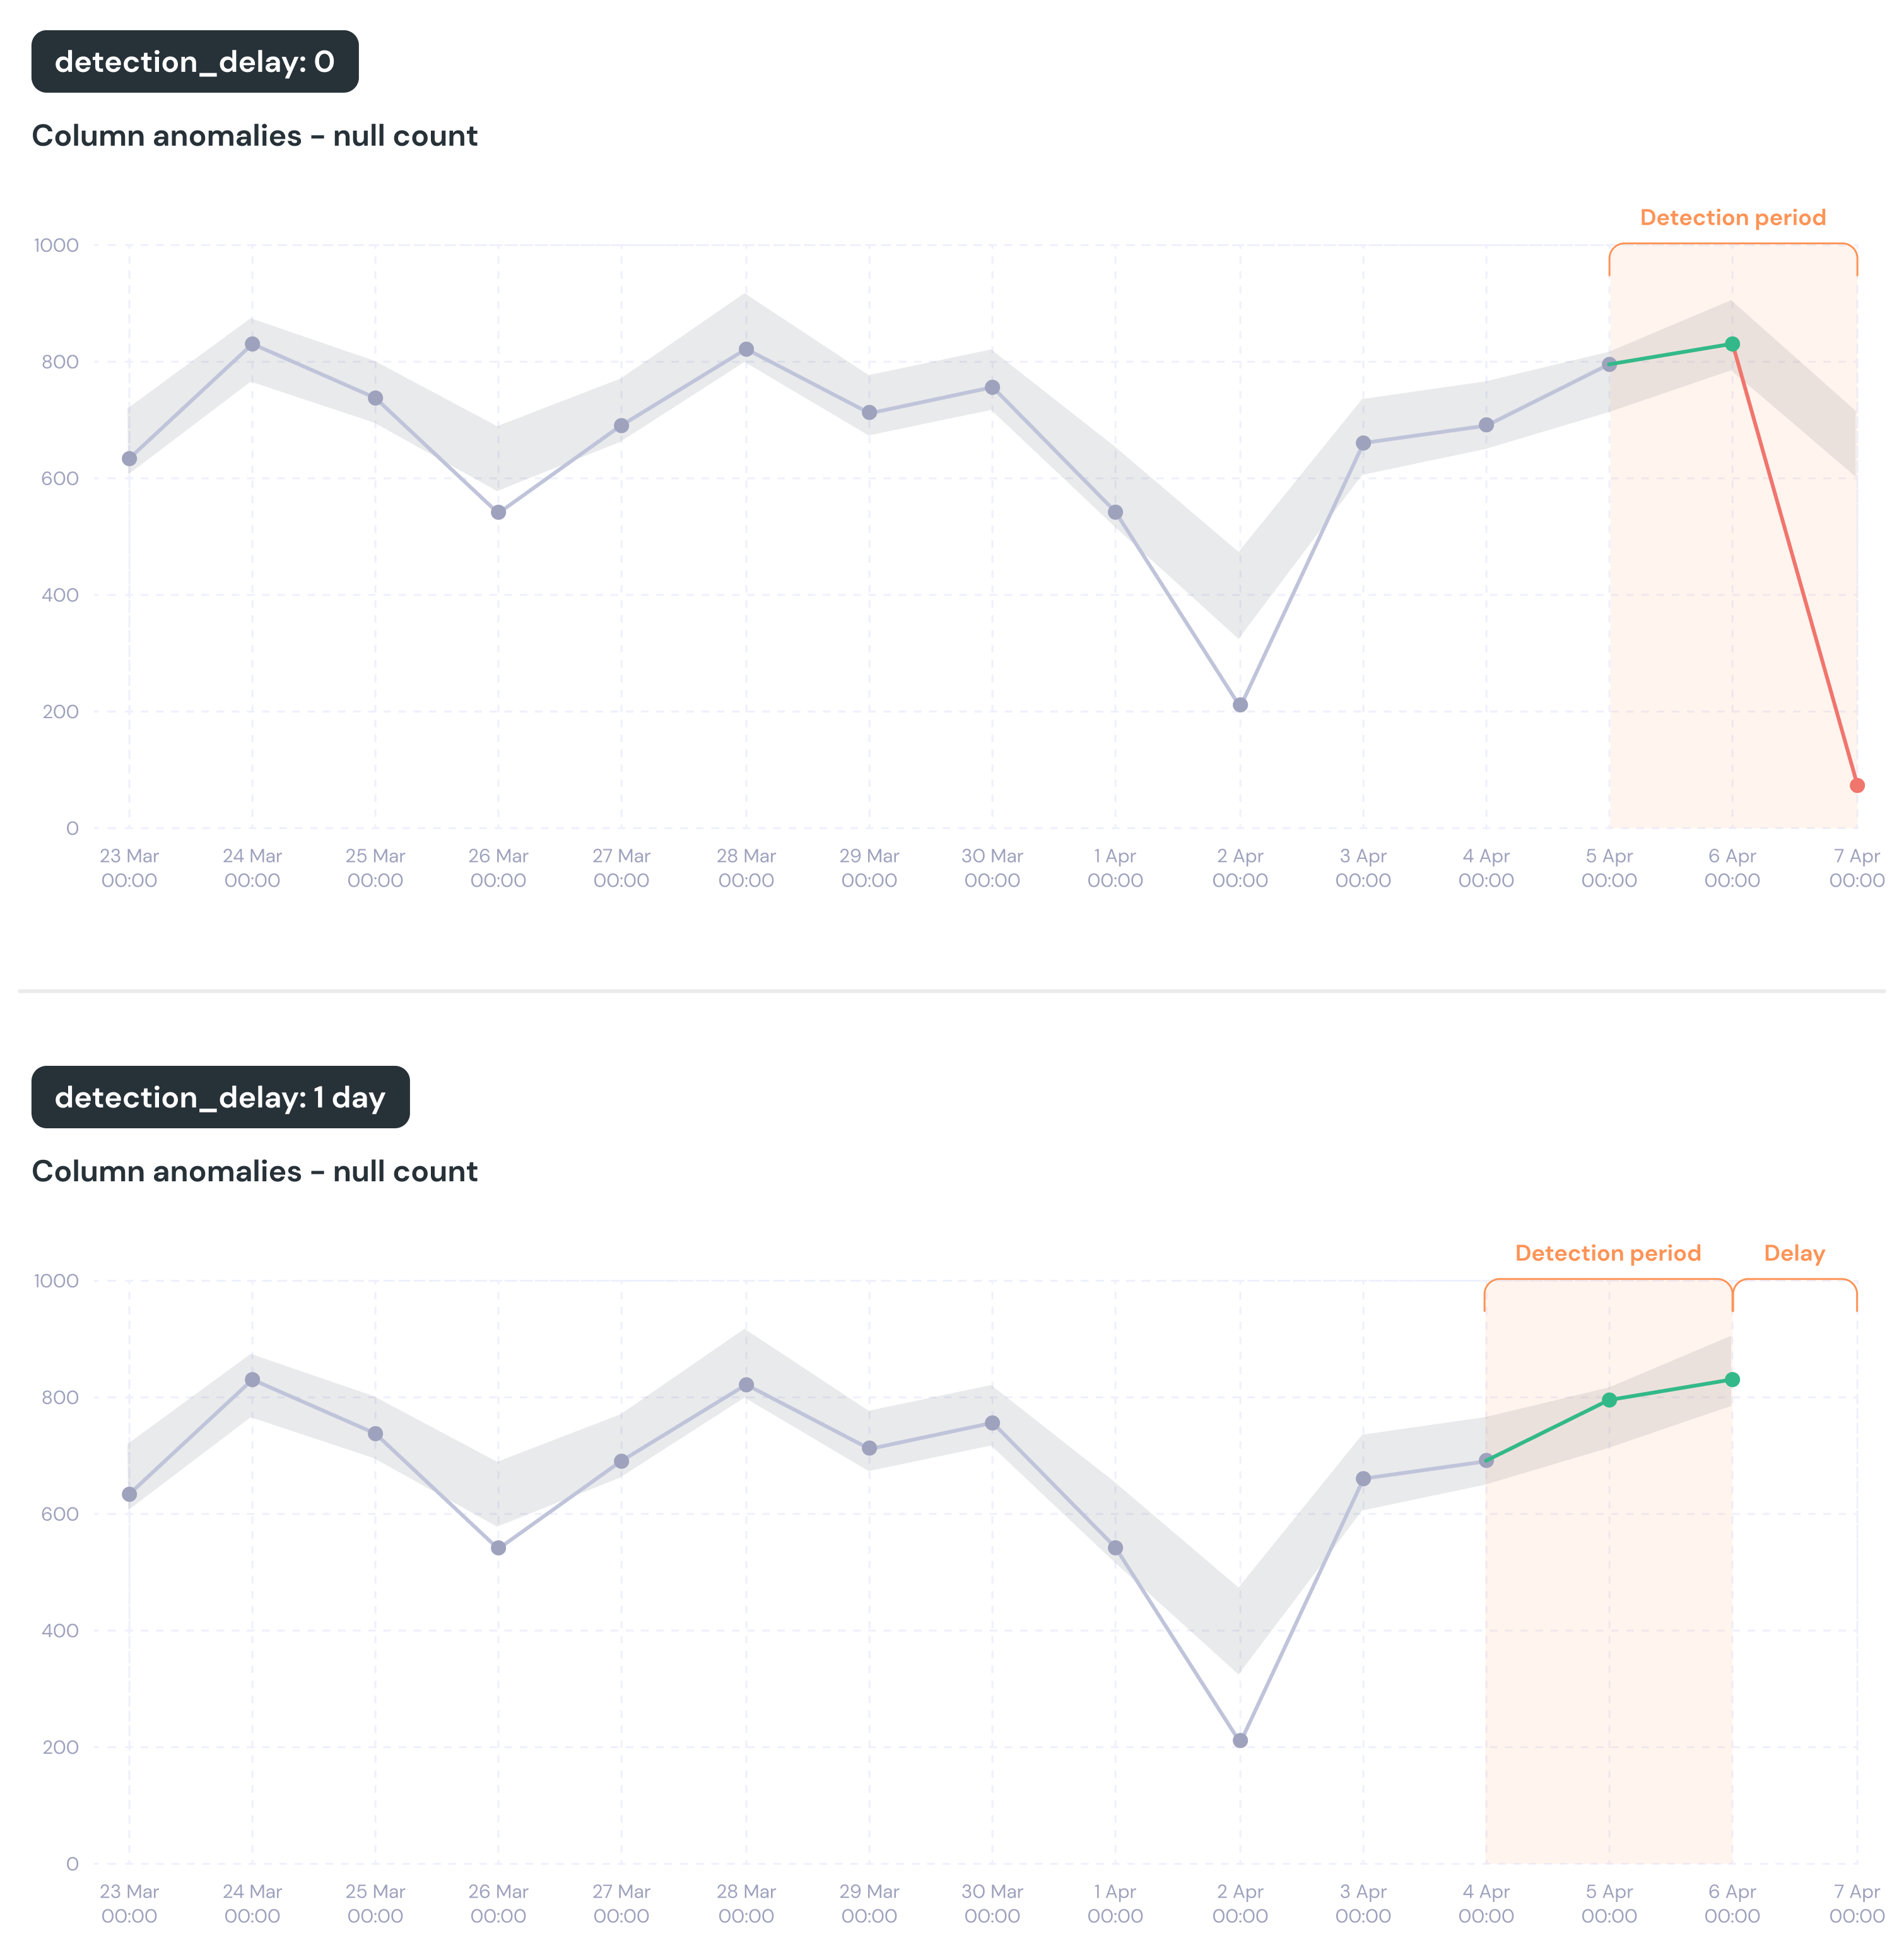 detection_delay: 0
Column anomalies - null count
Detection period
1000
800
600
400
200
0
23 Mar 24 Mar 25 Mar 26 Mar 27 Mar 28 Mar 29 Mar 30 Mar 1 Apr 2 Apr 3 Apr 4 Apr 5 Apr 6 Apr 7 Apr
00:00 00:00 00:00 00:00 00:00 00:00 00:00 00:00 00:00 00:00 00:00 00:00 00:00 00:00 00:00
detection_delay: 1 day
Column anomalies - null count
Detection period Delay
1000
800
600
400
200
0
23 Mar 24 Mar 25 Mar 26 Mar 27 Mar 28 Mar 29 Mar 30 Mar 1 Apr 2 Apr 3 Apr 4 Apr 5 Apr 6 Apr 7 Apr
00:00 00:00 00:00 00:00 00:00 00:00 00:00 00:00 00:00 00:00 00:00 00:00 00:00 00:00 00:00